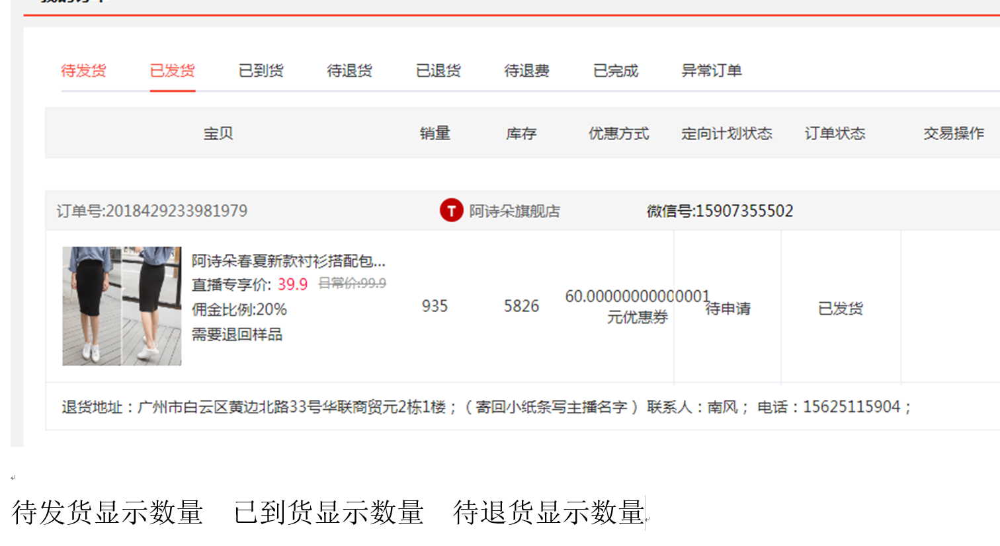 待发货 已发货 已到货 待退货 已退货 待退费 已完成 异常订单
宝贝 销量 库存 优惠方式 定向计划状态 订单状态 交易操作
订单号:2018429233981979 T 阿诗朵旗舰店 微信号:15907355502
阿诗朵春夏新款衬衫搭配包...
直播专享价: 39.9 日常价:99.9
佣金比例:20%
需要退回样品
935 5826 60.00000000000001
元优惠券 待申请 已发货
退货地址：广州市白云区黄边北路33号华联商贸元2栋1楼；（寄回小纸条写主播名字）联系人：南风； 电话：15625115904；
待发货显示数量 已到货显示数量 待退货显示数量